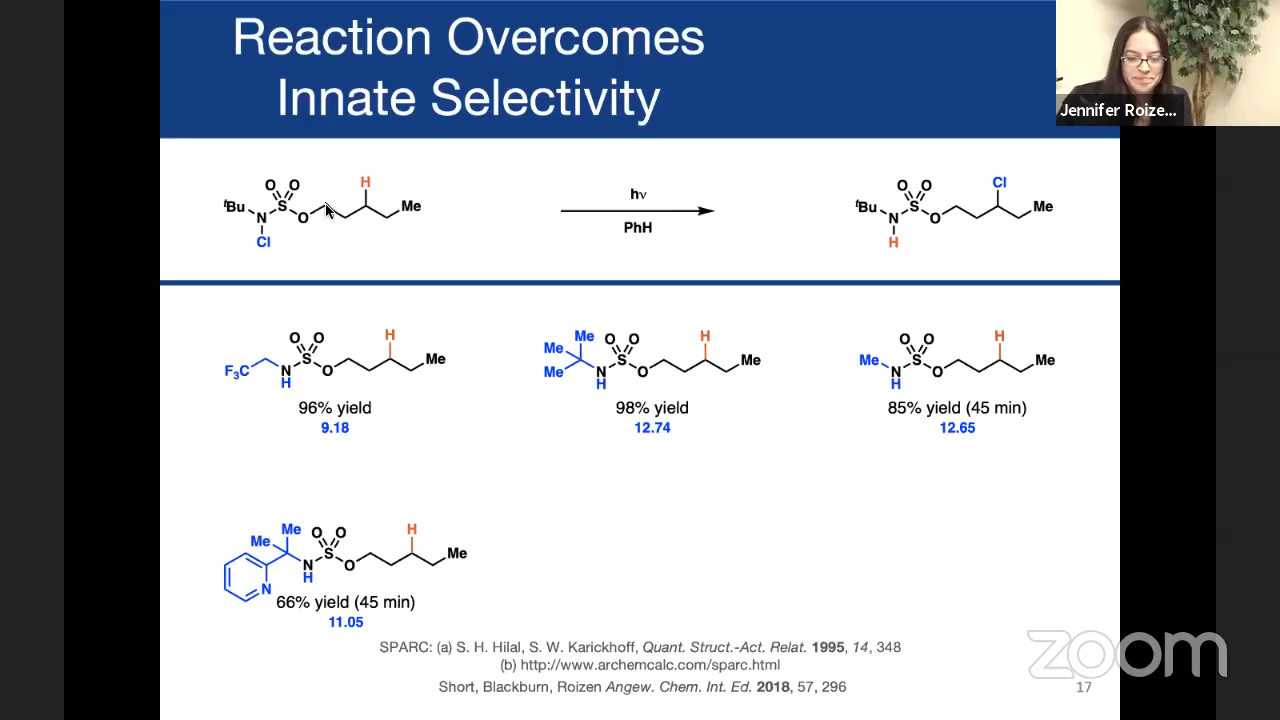 Reaction Overcomes
Innate Selectivity
Jennifer Roize...
O O H
tBu S Me
N O
Cl
hν
PhH
O O Cl
tBu S Me
N O
H
O O H
F3C N S O Me
H
96% yield
9.18
Me O O H
Me S Me
Me N O
H
98% yield
12.74
O O H
Me S Me
N O
H
85% yield (45 min)
12.65
Me O O H
Me S Me
N O
H
N
66% yield (45 min)
11.05
SPARC: (a) S. H. Hilal, S. W. Karickhoff, Quant. Struct.-Act. Relat. 1995, 14, 348
(b) http://www.archemcalc.com/sparc.html
Short, Blackburn, Roizen Angew. Chem. Int. Ed. 2018, 57, 296
zoom
17